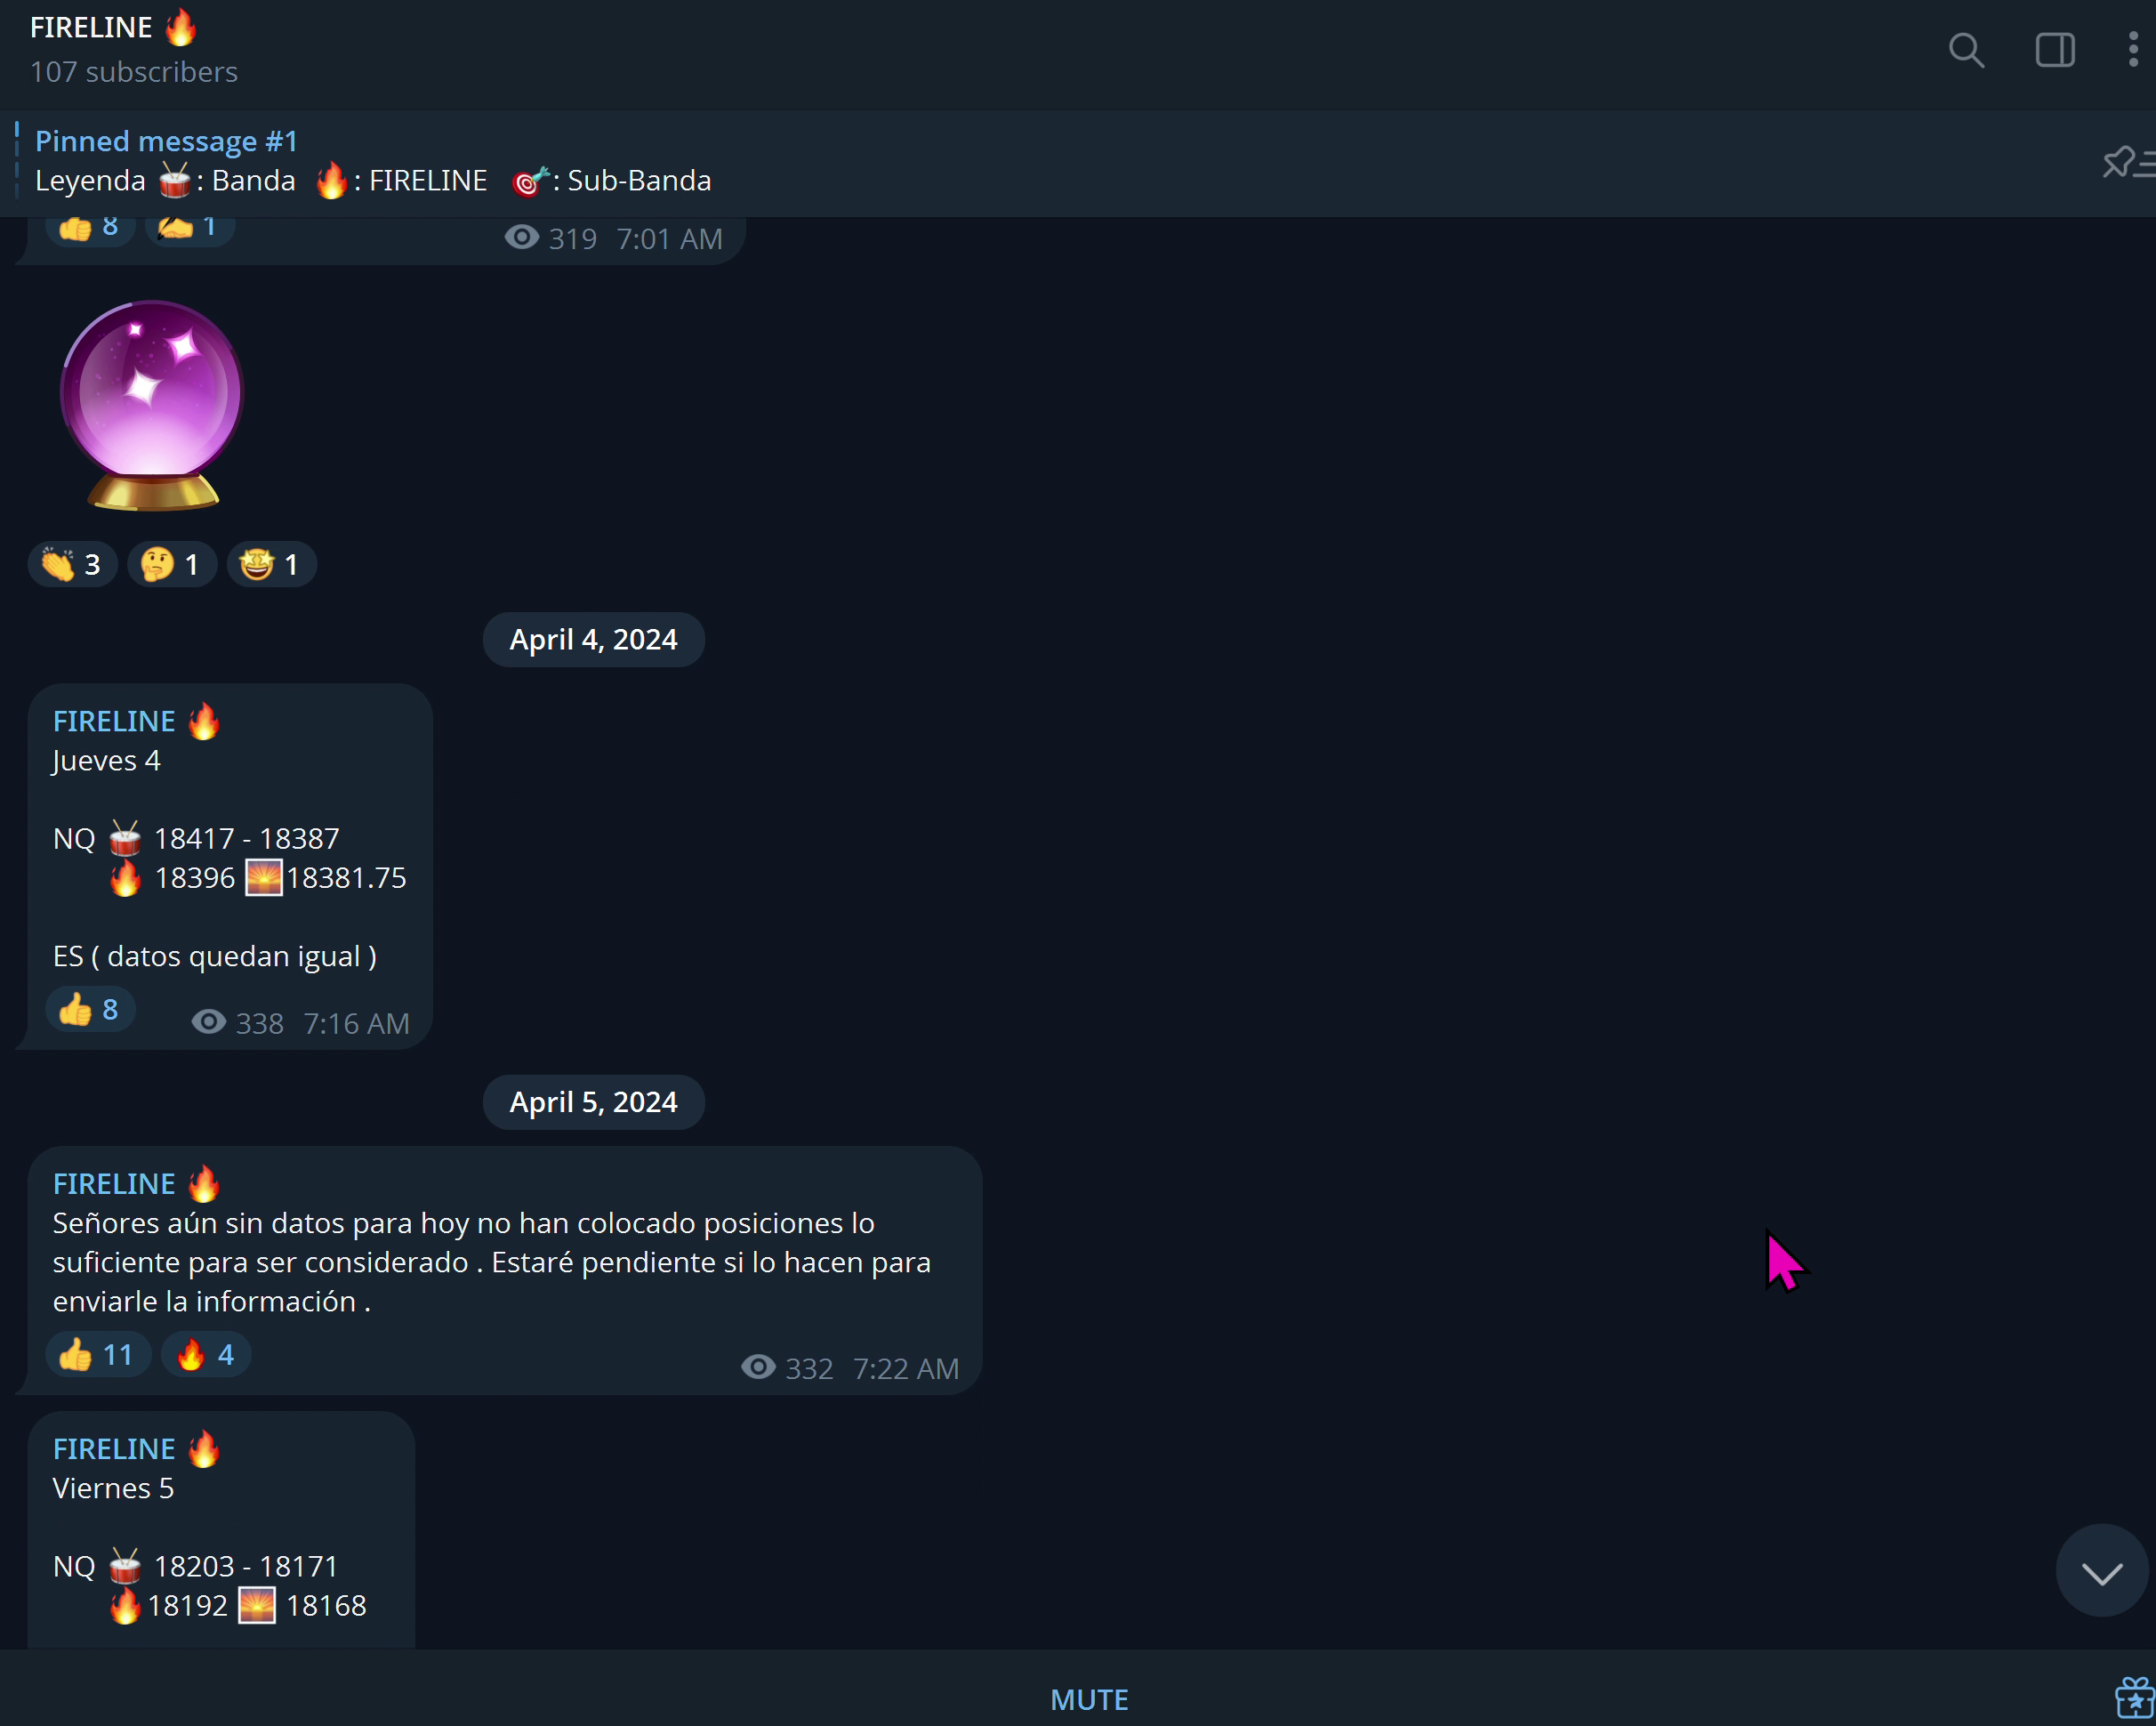 FIRELINE 🔥
107 subscribers
Pinned message #1
Leyenda 🥁: Banda 🔥: FIRELINE 🎯: Sub-Banda
👍 8 ✍️ 1 319 7:01 AM
👏 3 🤔 1 🤩 1
April 4, 2024
FIRELINE 🔥
Jueves 4
NQ 🥁 18417 - 18387
🔥 18396 🌅18381.75
ES ( datos quedan igual )
👍 8 338 7:16 AM
April 5, 2024
FIRELINE 🔥
Señores aún sin datos para hoy no han colocado posiciones lo
suficiente para ser considerado . Estaré pendiente si lo hacen para
enviarle la información .
👍 11 🔥 4 332 7:22 AM
FIRELINE 🔥
Viernes 5
NQ 🥁 18203 - 18171
🔥18192 🌅 18168
MUTE